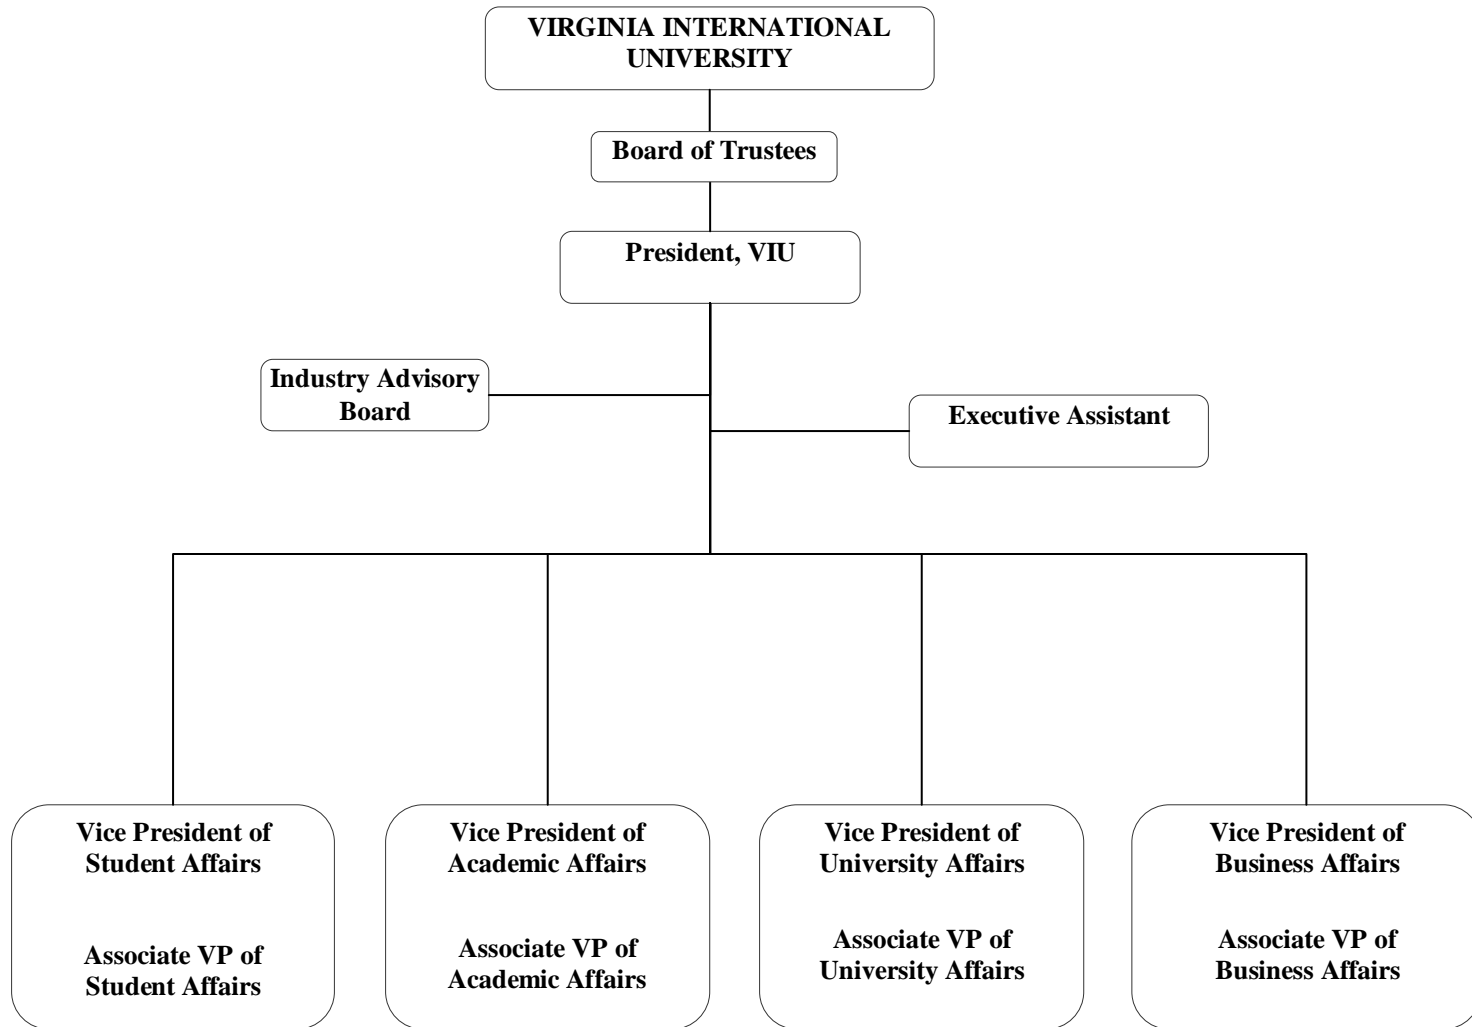 VIRGINIA INTERNATIONAL
UNIVERSITY
Board of Trustees
President, VIU
Industry Advisory
Board
Executive Assistant
Vice President of
Student Affairs
Associate VP of
Student Affairs
Vice President of
Academic Affairs
Associate VP of
Academic Affairs
Vice President of
University Affairs
Associate VP of
University Affairs
Vice President of
Business Affairs
Associate VP of
Business Affairs